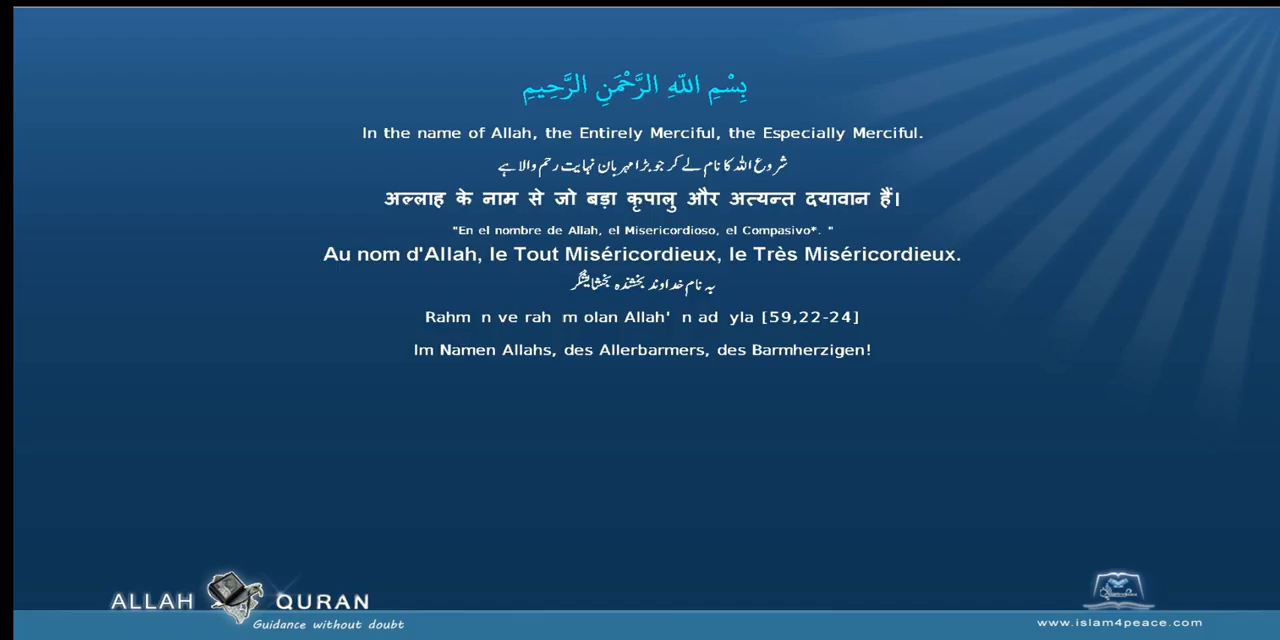 بِسْمِ اللّهِ الرَّحْمَنِ الرَّحِيمِ
In the name of Allah, the Entirely Merciful, the Especially Merciful.
شروع الله کا نام لے کر جو بڑا مہربان نہایت رحم والا ہے
अल्लाह के नाम से जो बड़ा कृपालु और अत्यन्त दयावान हैं।
"En el nombre de Allah, el Misericordioso, el Compasivo*. "
Au nom d'Allah, le Tout Miséricordieux, le Très Miséricordieux.
به نام خداوند بخشنده بخشایشگر
Rahm n ve rah m olan Allah' n ad yla [59,22-24]
Im Namen Allahs, des Allerbarmers, des Barmherzigen!
ALLAH QURAN
Guidance without doubt
www.islam4peace.com